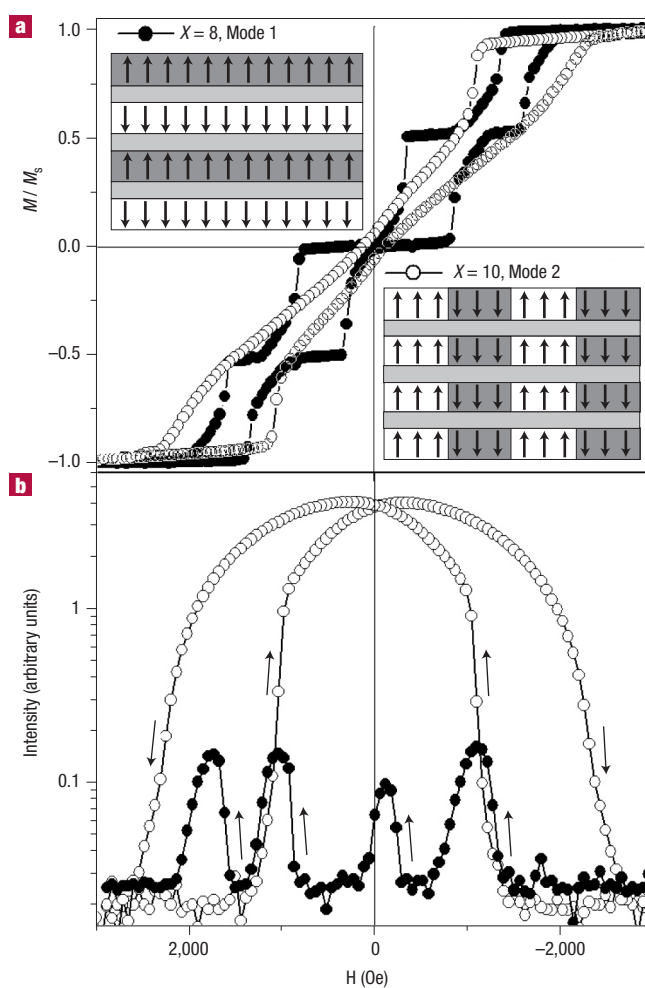 a
X = 8, Mode 1
1.0
0.5
0.0
–0.5
–1.0
M / Ms
X = 10, Mode 2
b
1
0.1
Intensity (arbitrary units)
2,000
0
–2,000
H (Oe)